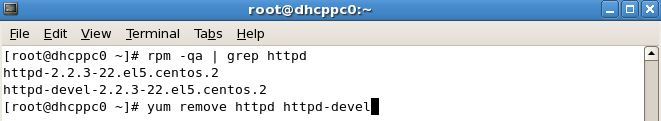 root@dhcppc0:~
File Edit View Terminal Tabs Help
[root@dhcppc0 ~]# rpm -qa | grep httpd
httpd-2.2.3-22.el5.centos.2
httpd-devel-2.2.3-22.el5.centos.2
[root@dhcppc0 ~]# yum remove httpd httpd-devel